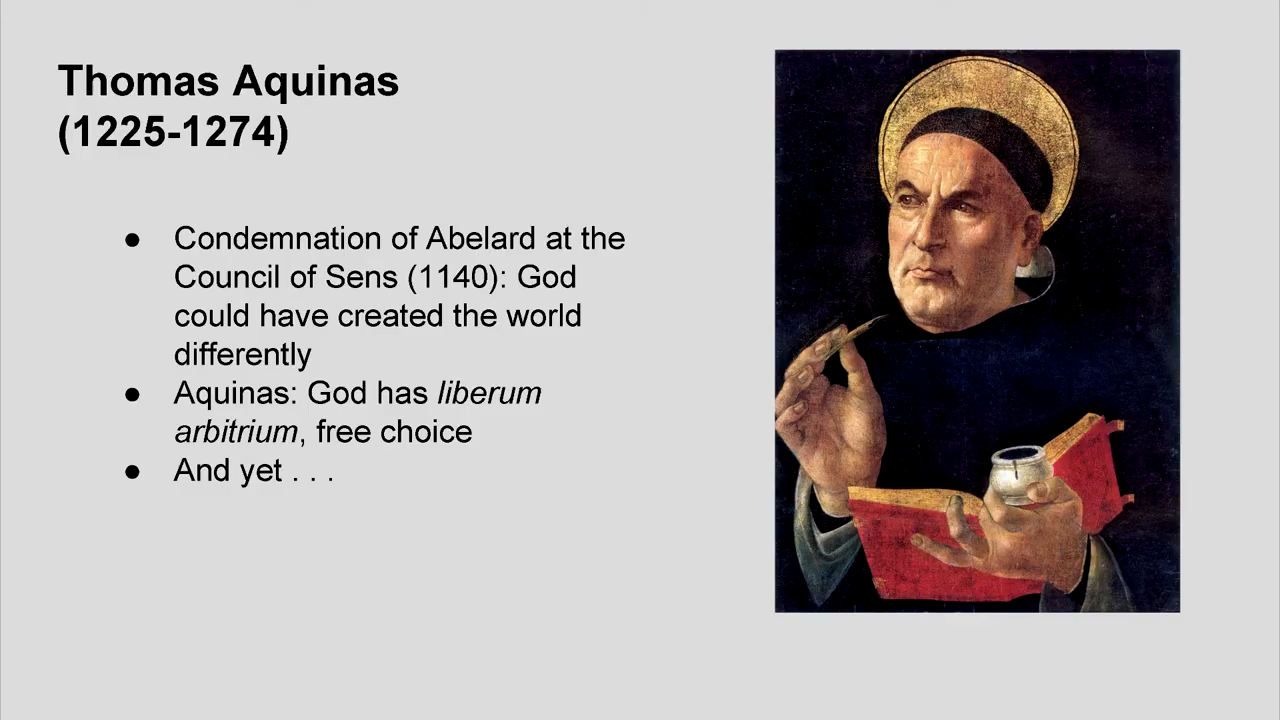 Thomas Aquinas
(1225-1274)
● Condemnation of Abelard at the
Council of Sens (1140): God
could have created the world
differently
● Aquinas: God has liberum
arbitrium, free choice
● And yet . . .